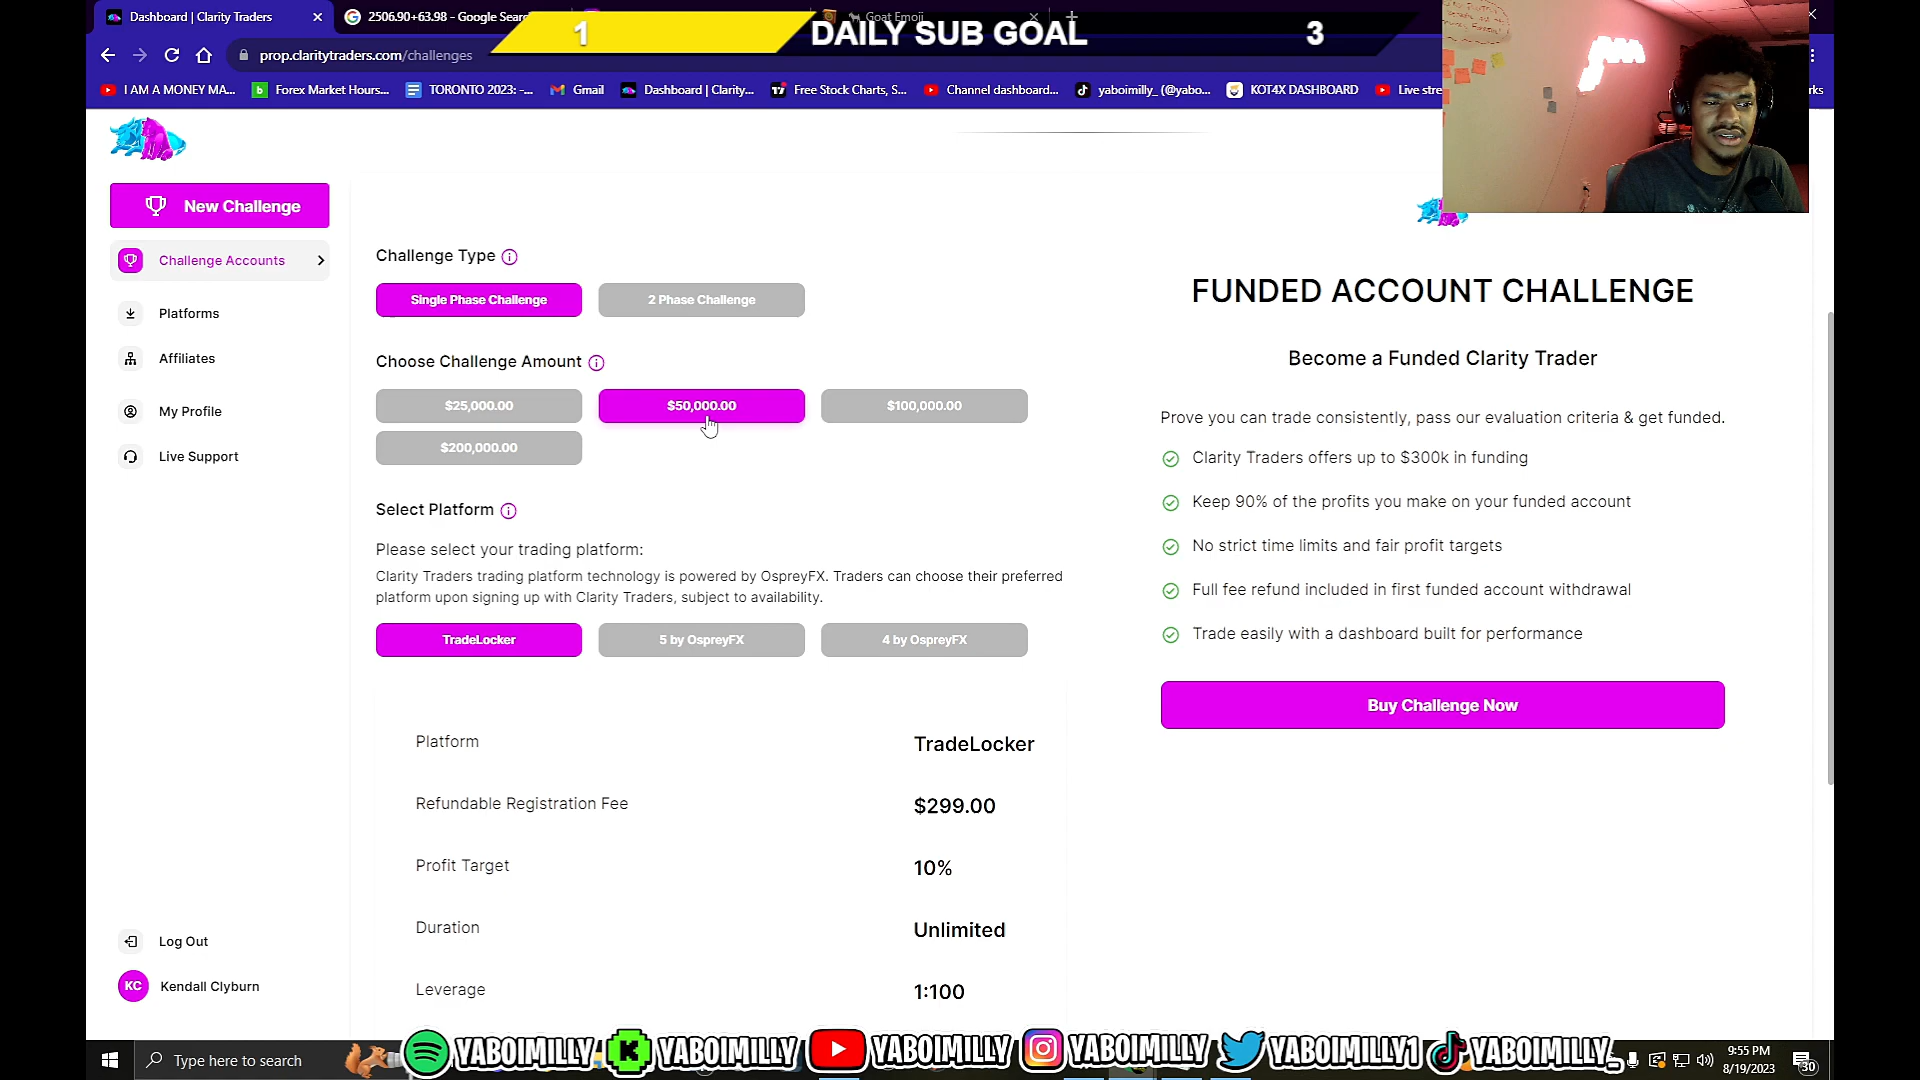 Dashboard | Clarity Traders
2506.90+63.98 - Google Sear
Goat Emoji
1
DAILY SUB GOAL
3
prop.claritytraders.com/challenges
I AM A MONEY MA...
Forex Market Hours...
TORONTO 2023: -...
Gmail
Dashboard | Clarity...
Free Stock Charts, S...
Channel dashboard...
yaboimilly_ (@yabo...
KOT4X DASHBOARD
Live stre
rks
New Challenge
Challenge Accounts
Platforms
Affiliates
My Profile
Live Support
Log Out
KC
Kendall Clyburn
Challenge Type
Single Phase Challenge
2 Phase Challenge
Choose Challenge Amount
$25,000.00
$50,000.00
$100,000.00
$200,000.00
Select Platform
Please select your trading platform:
Clarity Traders trading platform technology is powered by OspreyFX. Traders can choose their preferred
platform upon signing up with Clarity Traders, subject to availability.
TradeLocker
5 by OspreyFX
4 by OspreyFX
Platform
TradeLocker
Refundable Registration Fee
$299.00
Profit Target
10%
Duration
Unlimited
Leverage
1:100
FUNDED ACCOUNT CHALLENGE
Become a Funded Clarity Trader
Prove you can trade consistently, pass our evaluation criteria & get funded.
Clarity Traders offers up to $300k in funding
Keep 90% of the profits you make on your funded account
No strict time limits and fair profit targets
Full fee refund included in first funded account withdrawal
Trade easily with a dashboard built for performance
Buy Challenge Now
Type here to search
YABOIMILLY
K
YABOIMILLY
YABOIMILLY
YABOIMILLY
YABOIMILLY1
YABOIMILLY_
9:55 PM
8/19/2023
30